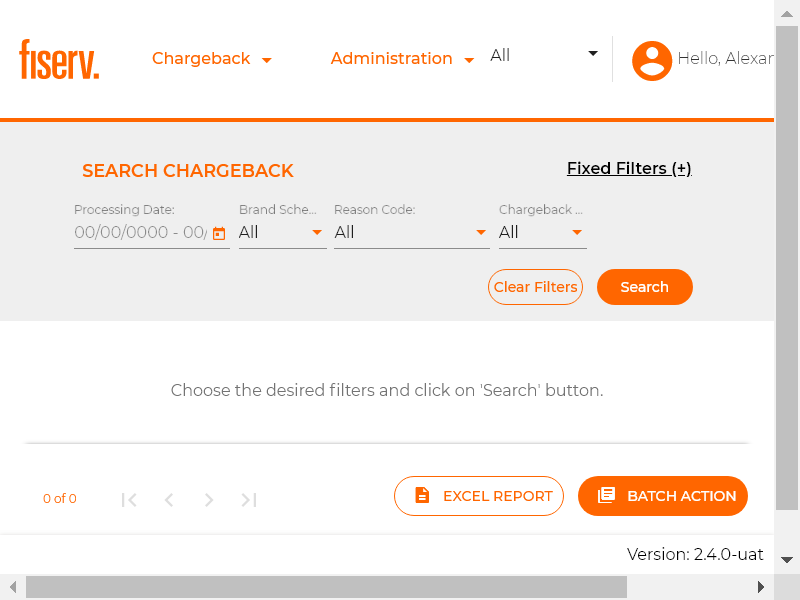 fiserv.
Chargeback
Administration
All
Hello, Alexar
SEARCH CHARGEBACK
Fixed Filters (+)
Processing Date:
Brand Sche...
Reason Code:
Chargeback ...
00/00/0000 - 00/
All
All
All
Clear Filters
Search
Choose the desired filters and click on 'Search' button.
0 of 0
EXCEL REPORT
BATCH ACTION
Version: 2.4.0-uat